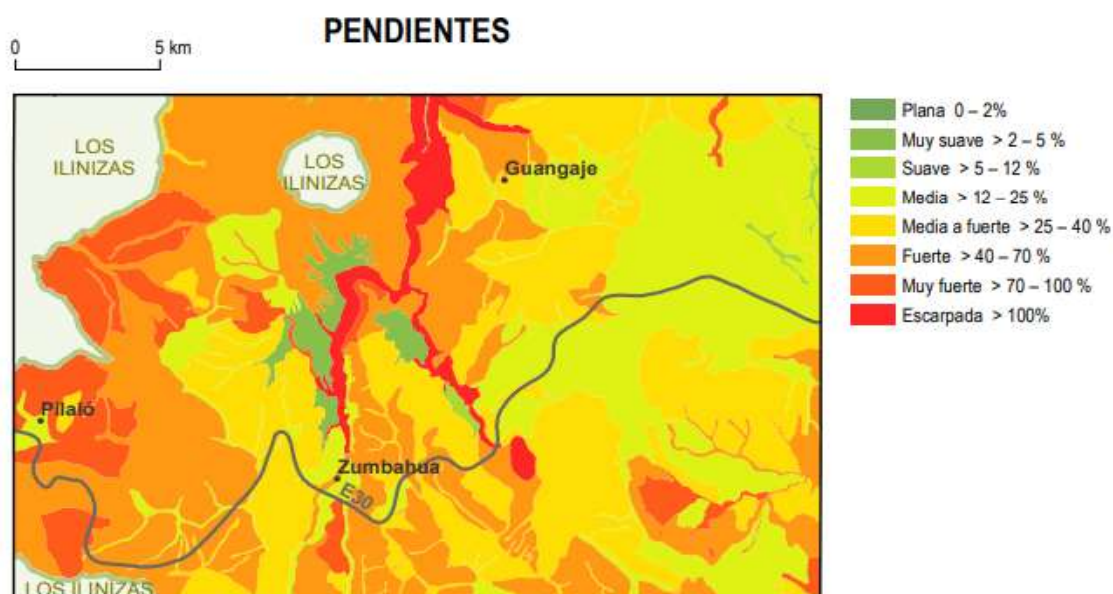 PENDIENTES
0 5 km
LOS
ILINIZAS
LOS
ILINIZAS
Guangaje
Pilaló
Zumbahua
E30
LOS ILINIZAS
Plana 0 – 2%
Muy suave > 2 – 5 %
Suave > 5 – 12 %
Media > 12 – 25%
Media a fuerte > 25 – 40 %
Fuerte > 40 – 70 %
Muy fuerte > 70 – 100 %
Escarpada > 100%